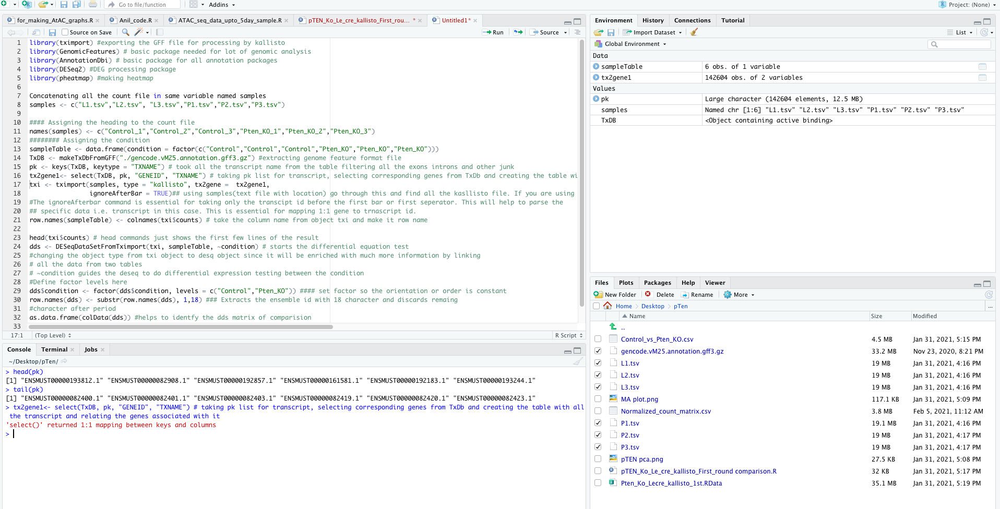 Go to file/function
Addins
Project: (None)
for_making_AtAC_graphs.R
Anil_code.R
ATAC_seq_data_upto_5day_sample.R
pTEN_Ko_Le_cre_kallisto_First_rou... *
Untitled1*
Source on Save
Run
Source
1 library(tximport) #exporting the GFF file for processing by kallisto
2 library(GenomicFeatures) # basic package needed for lot of genomic analysis
3 library(AnnotationDbi) # basic package for all annotation packages
4 library(DESeq2) #DEG processing package
5 library(pheatmap) #making heatmap
6
7 Concatenating all the count file in same variable named samples
8 samples <- c("L1.tsv","L2.tsv", "L3.tsv","P1.tsv","P2.tsv","P3.tsv")
9
10 #### Assigning the heading to the count file
11 names(samples) <- c("Control_1","Control_2","Control_3","Pten_KO_1","Pten_KO_2","Pten_KO_3")
12 ######## Assigning the condition
13 sampleTable <- data.frame(condition = factor(c("Control","Control","Control","Pten_KO","Pten_KO","Pten_KO")))
14 TxDB <- makeTxDbFromGFF("./gencode.vM25.annotation.gff3.gz") #extracting genome feature format file
15 pk <- keys(TxDB, keytype = "TXNAME") # took all the transcript name from the table filtering all the exons introns and other junk
16 tx2gene1<- select(TxDB, pk, "GENEID", "TXNAME") # taking pk list for transcript, selecting corresponding genes from TxDb and creating the table wi
17 txi <- tximport(samples, type = "kallisto", tx2gene = tx2gene1,
18 ignoreAfterBar = TRUE)## using samples(text file with location) go through this and find all the kasllisto file. If you are using
19 #The ignoreAfterbar command is essential for taking only the transcipt id before the first bar or first seperator. This will help to parse the
20 ## specific data i.e. transcript in this case. This is essential for mapping 1:1 gene to trnascript id.
21 row.names(sampleTable) <- colnames(txi$counts) # take the column name from object txi and make it row name
22
23 head(txi$counts) # head commands just shows the first few lines of the result
24 dds <- DESeqDataSetFromTximport(txi, sampleTable, ~condition) # starts the differential equation test
25 #changing the object type from txi object to desq object since it will be enriched with much more information by linking
26 # all the data from two tables
27 # ~condition guides the deseq to do differential expression testing between the condition
28 #Define factor levels here
29 dds$condition <- factor(dds$condition, levels = c("Control","Pten_KO")) #### set factor so the orientation or order is constant
30 row.names(dds) <- substr(row.names(dds), 1,18) ### Extracts the ensemble id with 18 character and discards remaing
31 #character after period
32 as.data.frame(colData(dds)) #helps to identfy the dds matrix of comparision
33
17:1 (Top Level) R Script
Console Terminal Jobs
~/Desktop/pTen/
> head(pk)
[1] "ENSMUST00000193812.1" "ENSMUST00000082908.1" "ENSMUST00000192857.1" "ENSMUST00000161581.1" "ENSMUST00000192183.1" "ENSMUST00000193244.1"
> tail(pk)
[1] "ENSMUST00000082400.1" "ENSMUST00000082401.1" "ENSMUST00000082403.1" "ENSMUST00000082419.1" "ENSMUST00000082420.1" "ENSMUST00000082423.1"
> tx2gene1<- select(TxDB, pk, "GENEID", "TXNAME") # taking pk list for transcript, selecting corresponding genes from TxDb and creating the table with all
the transcript and relating the genes associated with it
'select()' returned 1:1 mapping between keys and columns
>
Environment History Connections Tutorial
Import Dataset List
Global Environment
Data
sampleTable 6 obs. of 1 variable
tx2gene1 142604 obs. of 2 variables
Values
pk Large character (142604 elements, 12.5 MB)
samples Named chr [1:6] "L1.tsv" "L2.tsv" "L3.tsv" "P1.tsv" "P2.tsv" "P3.tsv"
TxDB <Object containing active binding>
Files Plots Packages Help Viewer
New Folder Delete Rename More
Home Desktop pTen ...
Name Size Modified
..
Control_vs_Pten_KO.csv 4.5 MB Jan 31, 2021, 5:15 PM
gencode.vM25.annotation.gff3.gz 33.2 MB Nov 23, 2020, 8:21 PM
L1.tsv 19 MB Jan 31, 2021, 4:16 PM
L2.tsv 19 MB Jan 31, 2021, 4:16 PM
L3.tsv 19 MB Jan 31, 2021, 4:16 PM
MA plot.png 117.1 KB Jan 31, 2021, 5:09 PM
Normalized_count_matrix.csv 3.8 MB Feb 5, 2021, 11:12 AM
P1.tsv 19.1 MB Jan 31, 2021, 4:16 PM
P2.tsv 19 MB Jan 31, 2021, 4:17 PM
P3.tsv 19 MB Jan 31, 2021, 4:17 PM
pTEN pca.png 27.5 KB Jan 31, 2021, 5:08 PM
pTEN_Ko_Le_cre_kallisto_First_round comparison.R 32 KB Jan 31, 2021, 5:17 PM
Pten_Ko_Lecre_kallisto_1st.RData 35.1 MB Jan 31, 2021, 5:19 PM